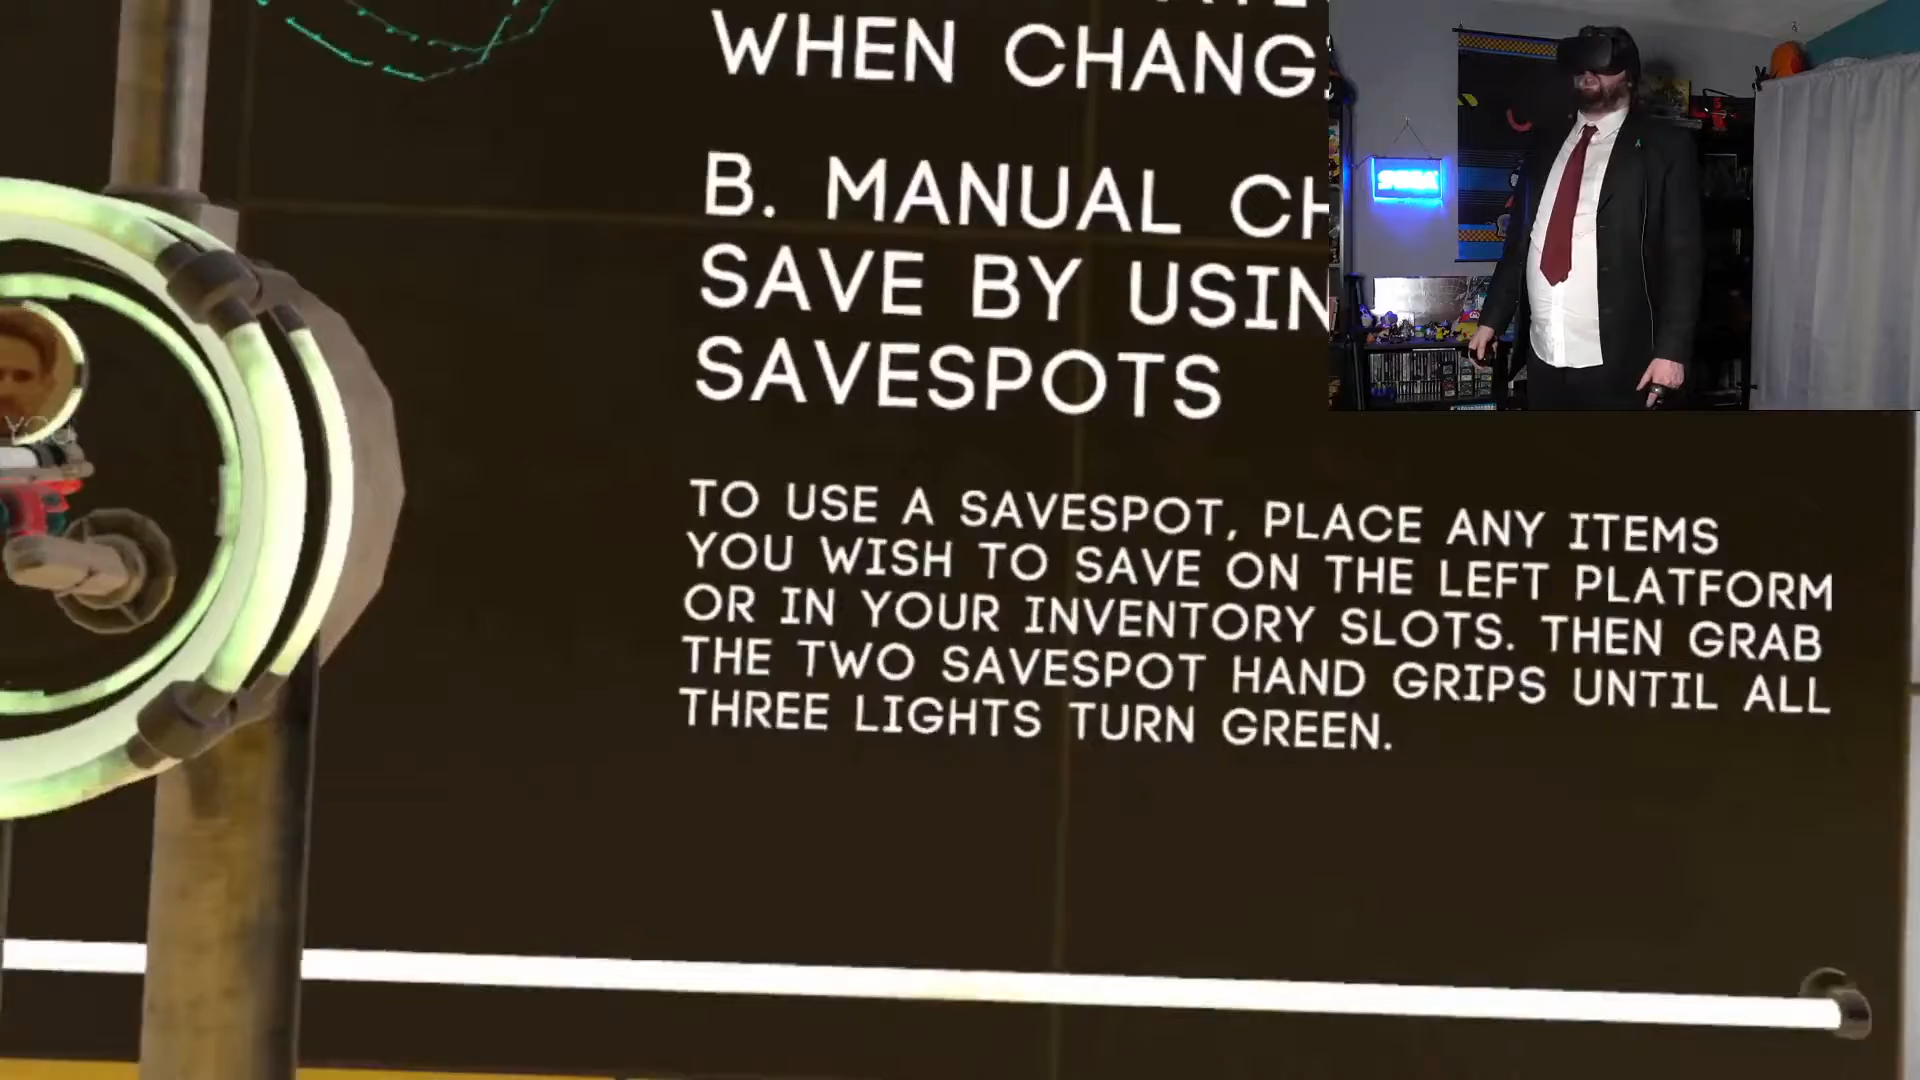 WHEN CHANG
B. MANUAL CH
SAVE BY USIN
SAVESPOTS
TO USE A SAVESPOT, PLACE ANY ITEMS
YOU WISH TO SAVE ON THE LEFT PLATFORM
OR IN YOUR INVENTORY SLOTS. THEN GRAB
THE TWO SAVESPOT HAND GRIPS UNTIL ALL
THREE LIGHTS TURN GREEN.
SEGA